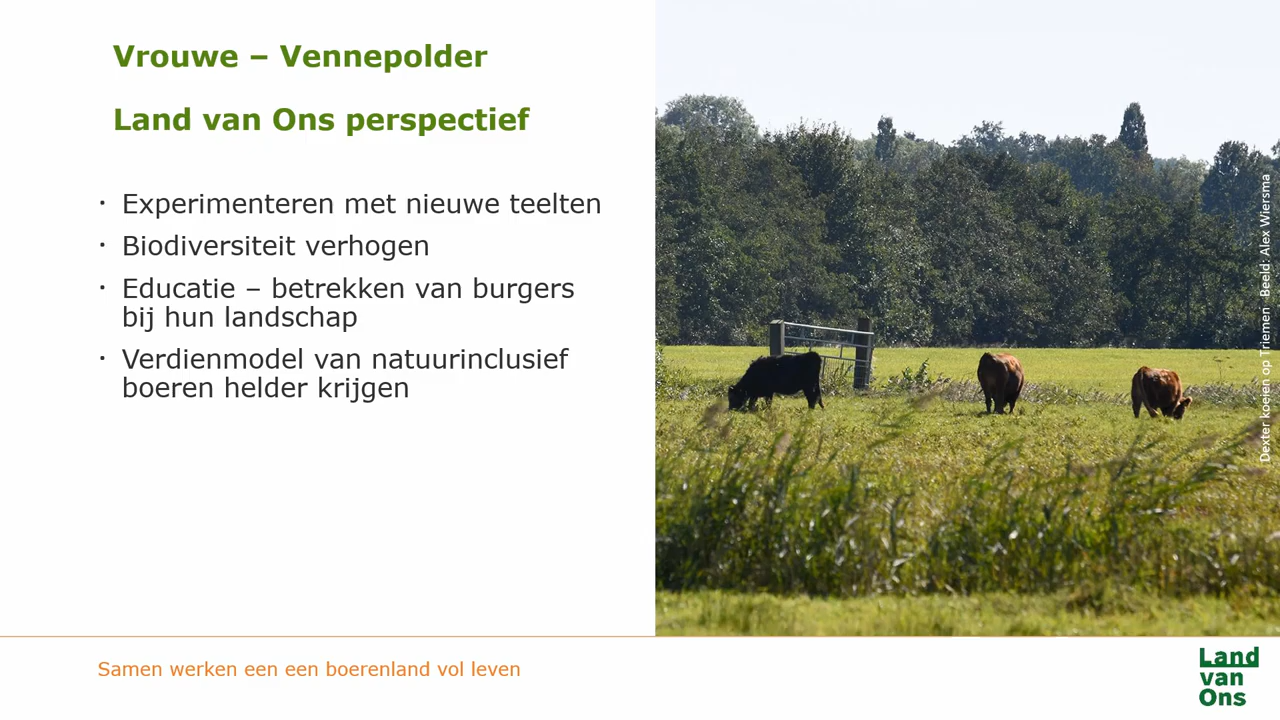 Vrouwe – Vennepolder
Land van Ons perspectief
· Experimenteren met nieuwe teelten
· Biodiversiteit verhogen
· Educatie – betrekken van burgers
bij hun landschap
· Verdienmodel van natuurinclusief
boeren helder krijgen
Dexter koeien op Triemen - Beeld: Alex Wiersma
Samen werken een een boerenland vol leven
Land
van
Ons